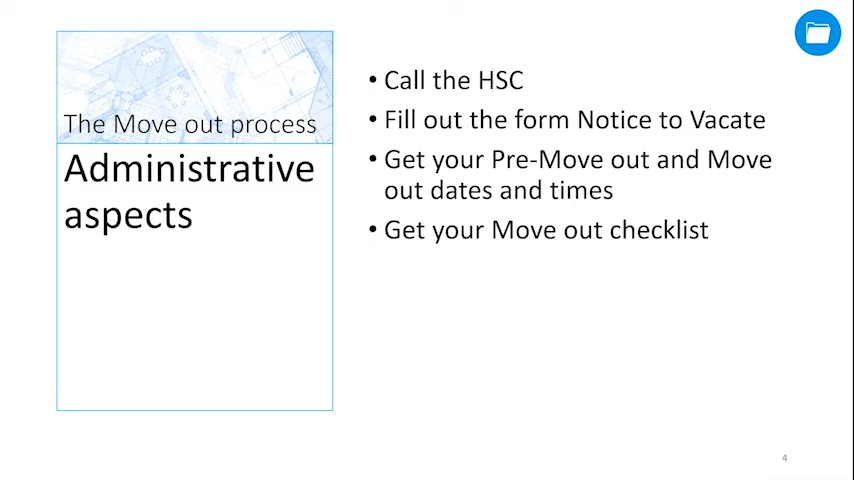 The Move out process
Administrative
aspects
• Call the HSC
• Fill out the form Notice to Vacate
• Get your Pre-Move out and Move
out dates and times
• Get your Move out checklist
4